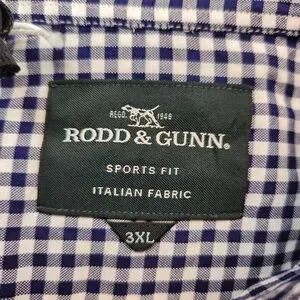 REGD. 1946
RODD & GUNN.
SPORTS FIT
ITALIAN FABRIC
3XL